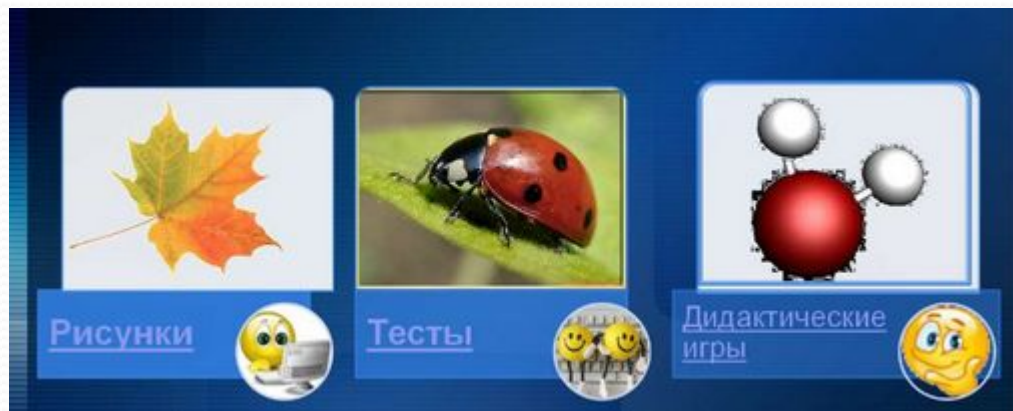 Рисунки
Тесты
Дидактические
игры